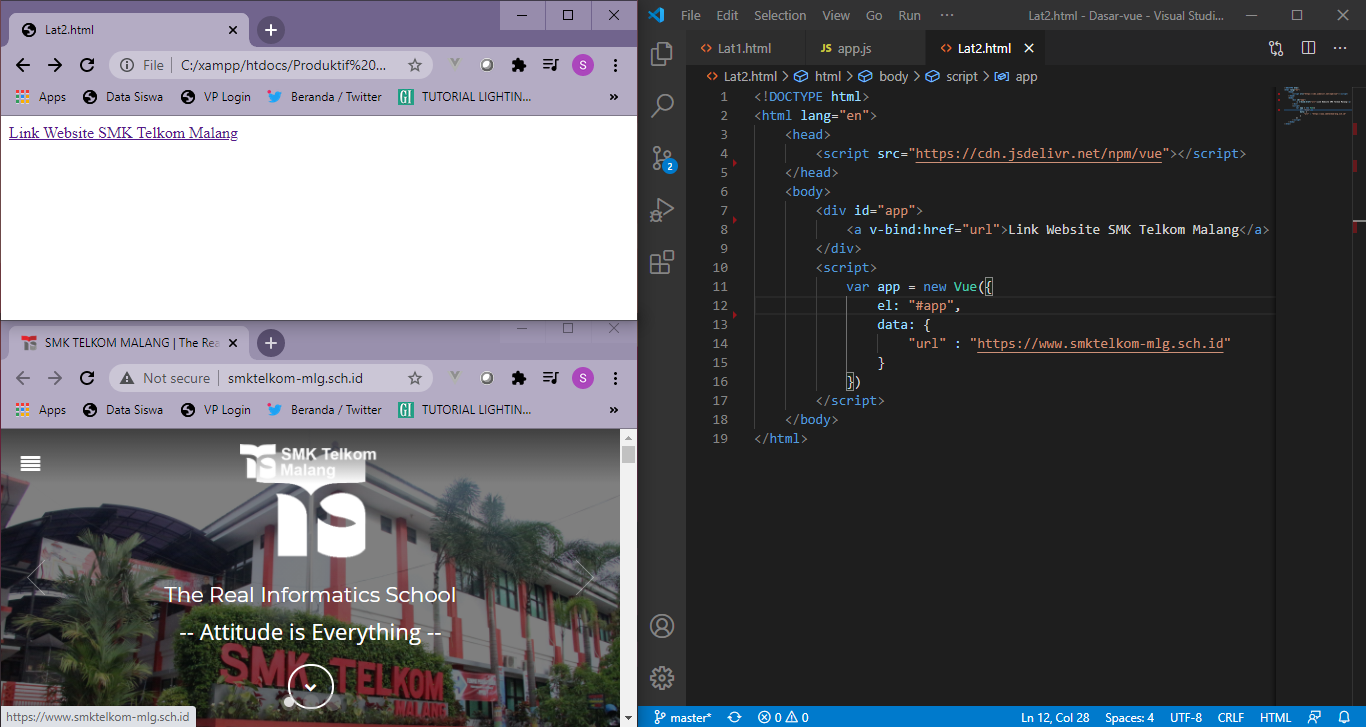 Lat2.html
File C:/xampp/htdocs/Produktif%20... S
Apps Data Siswa VP Login Beranda / Twitter GI TUTORIAL LIGHTIN... »
Link Website SMK Telkom Malang
SMK TELKOM MALANG | The Rea
Not secure smktelkom-mlg.sch.id S
Apps Data Siswa VP Login Beranda / Twitter GI TUTORIAL LIGHTIN... »
SMK Telkom
Malang
The Real Informatics School
-- Attitude is Everything --
SMK TELKOM
MALANG
https://www.smktelkom-mlg.sch.id
File Edit Selection View Go Run ··· Lat2.html - Dasar-vue - Visual Studi...
Lat1.html JS app.js Lat2.html
Lat2.html > html > body > script > app
2
1 <!DOCTYPE html>
2 <html lang="en">
3 <head>
4 <script src="https://cdn.jsdelivr.net/npm/vue"></script>
5 </head>
6 <body>
7 <div id="app">
8 <a v-bind:href="url">Link Website SMK Telkom Malang</a>
9 </div>
10 <script>
11 var app = new Vue({
12 el: "#app",
13 data: {
14 "url" : "https://www.smktelkom-mlg.sch.id"
15 }
16 })
17 </script>
18 </body>
19 </html>
master* 0 0 Ln 12, Col 28 Spaces: 4 UTF-8 CRLF HTML